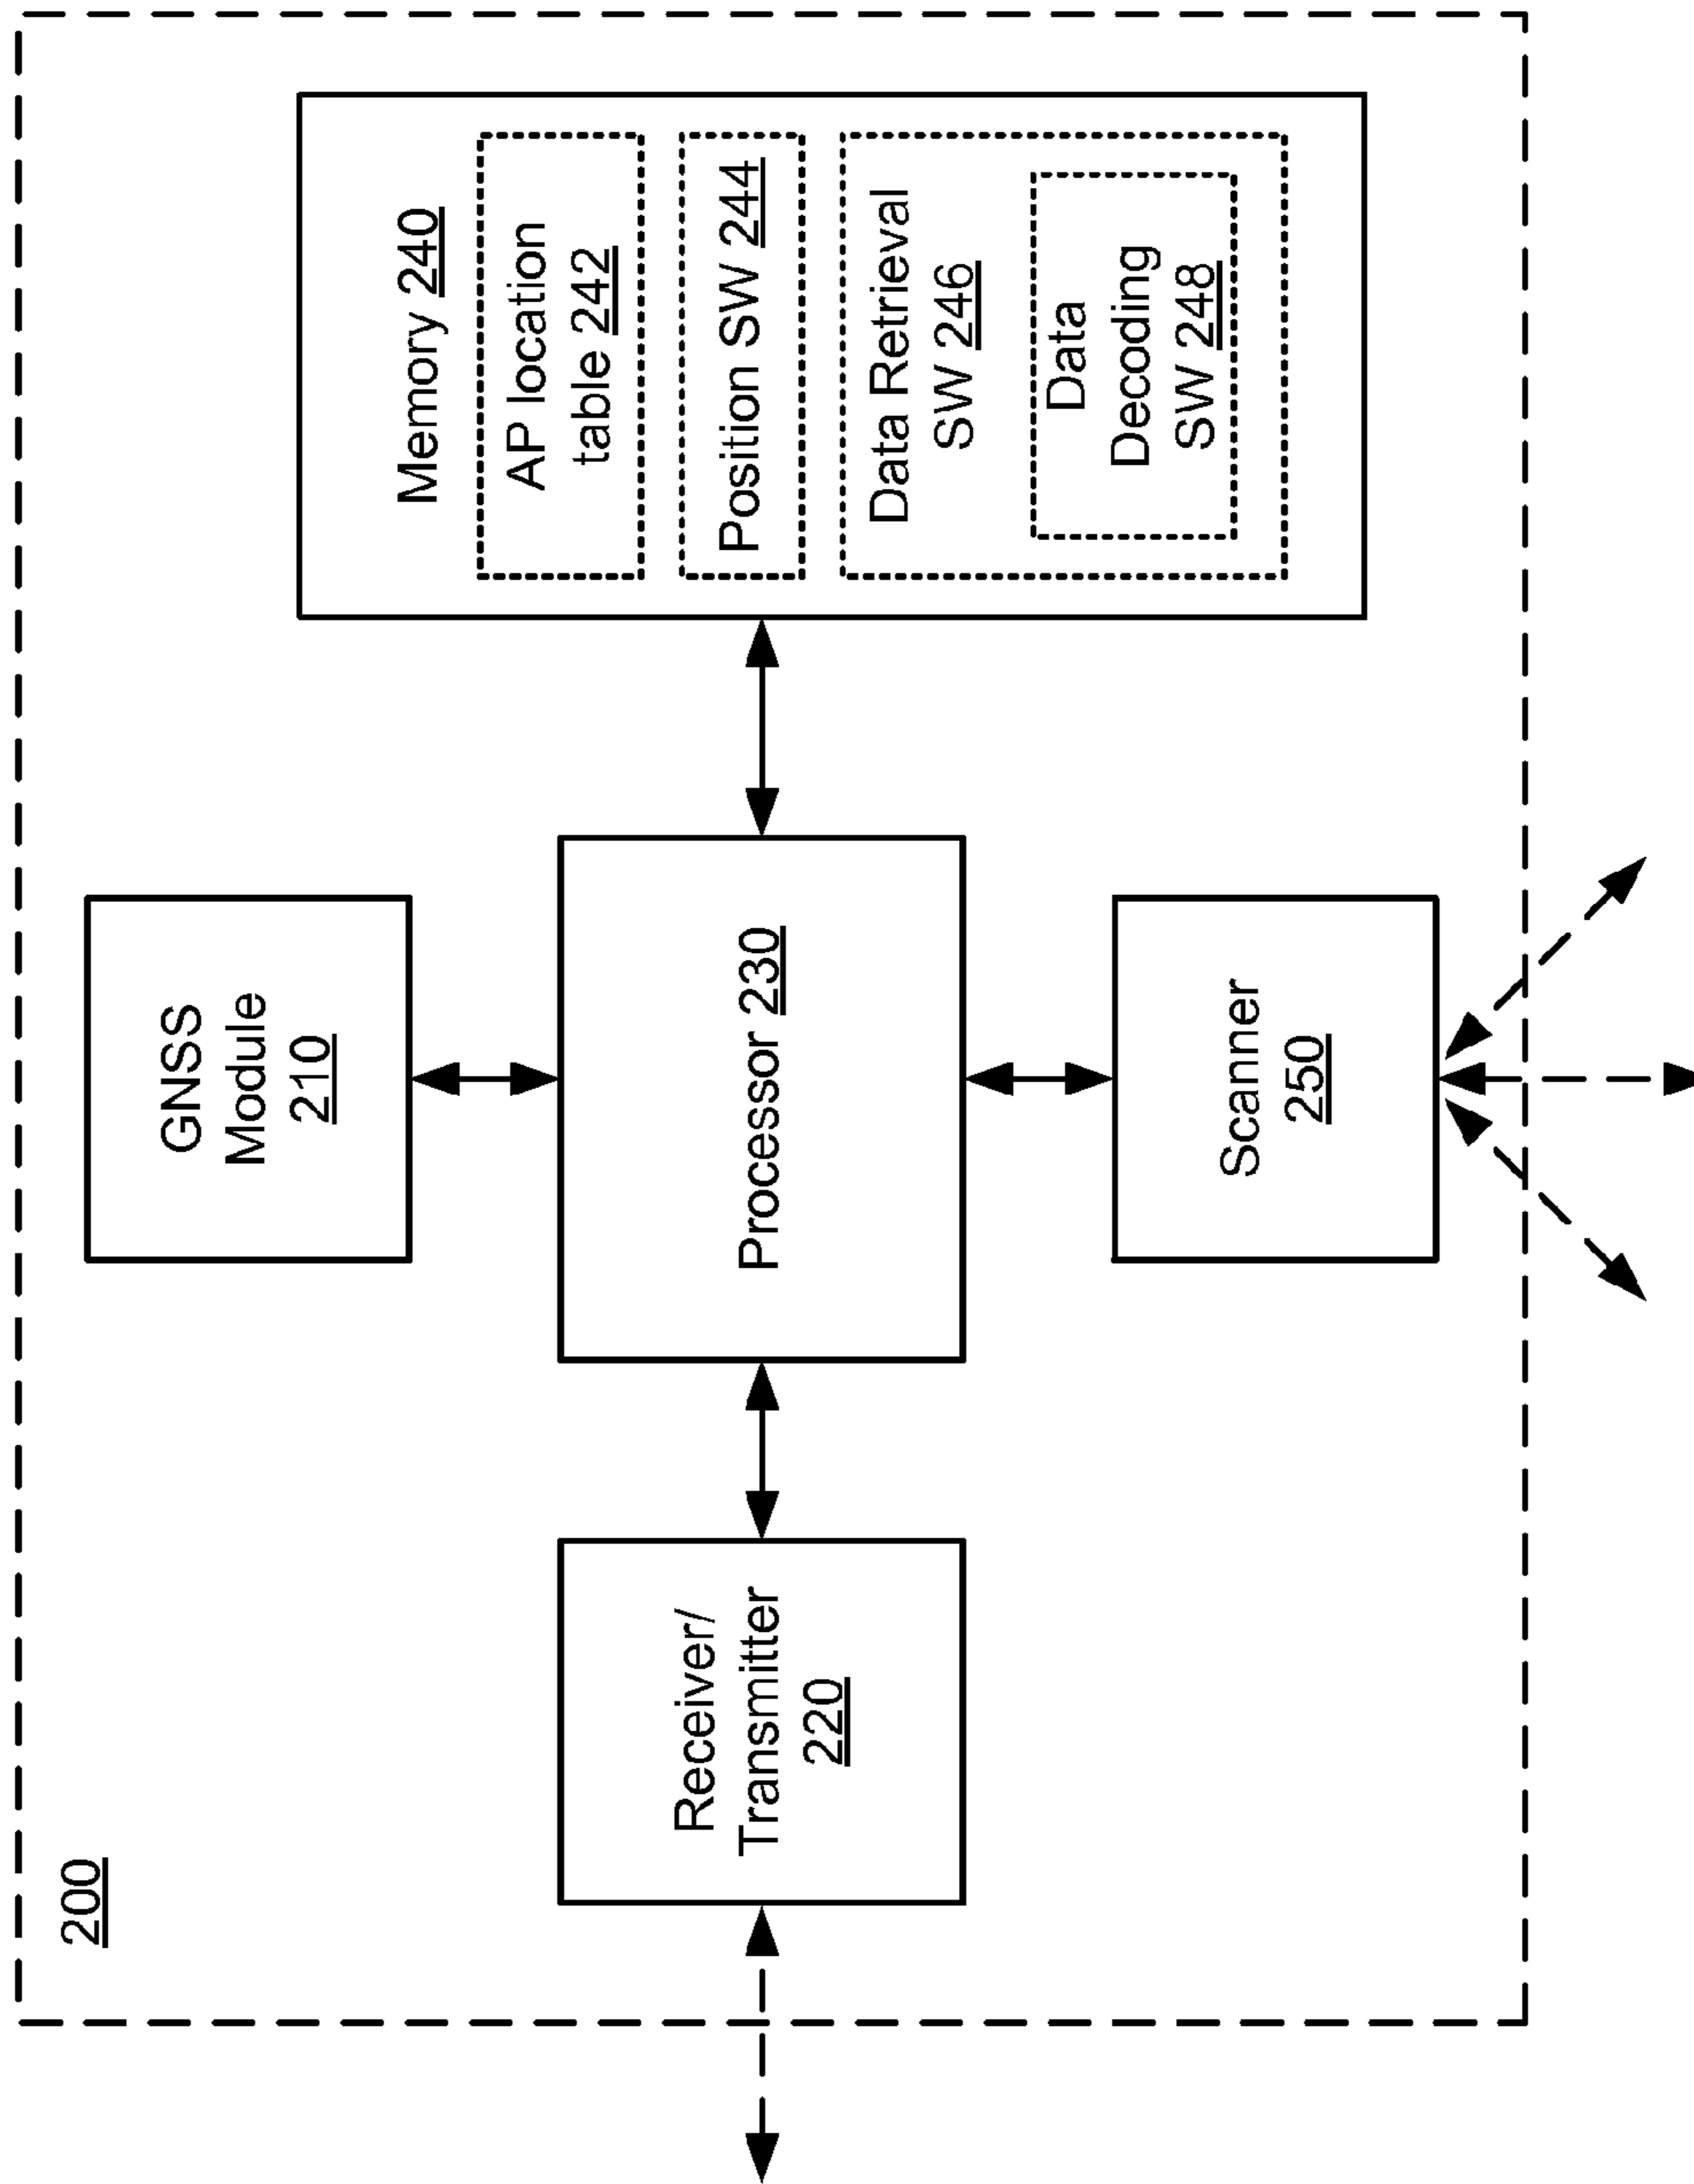 200
GNSS
Module
210
Receiver/
Transmitter
220
Processor 230
Memory 240
AP location
table 242
Position SW 244
Data Retrieval
SW 246
Data
Decoding
SW 248
Scanner
250